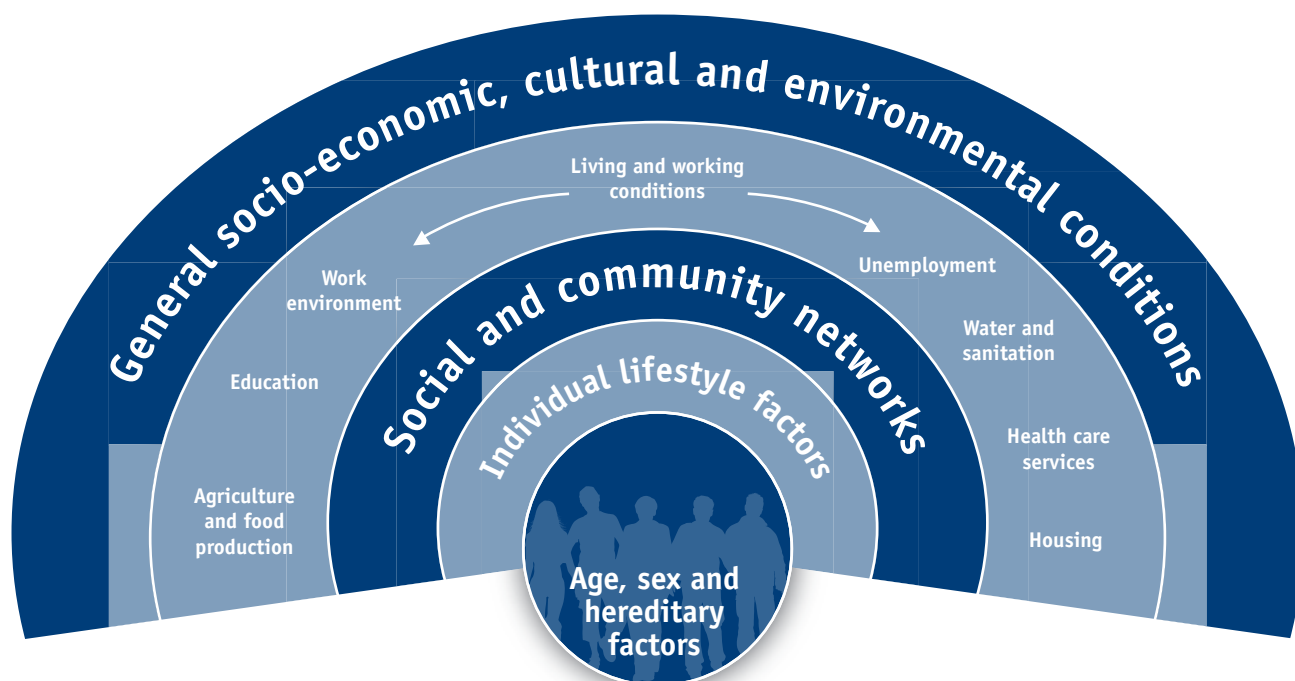 General socio-economic, cultural and environmental conditions
Living and working
conditions
Work
environment
Education
Agriculture
and food
production
Unemployment
Water and
sanitation
Health care
services
Housing
Social and community networks
Individual lifestyle factors
Age, sex and
hereditary
factors